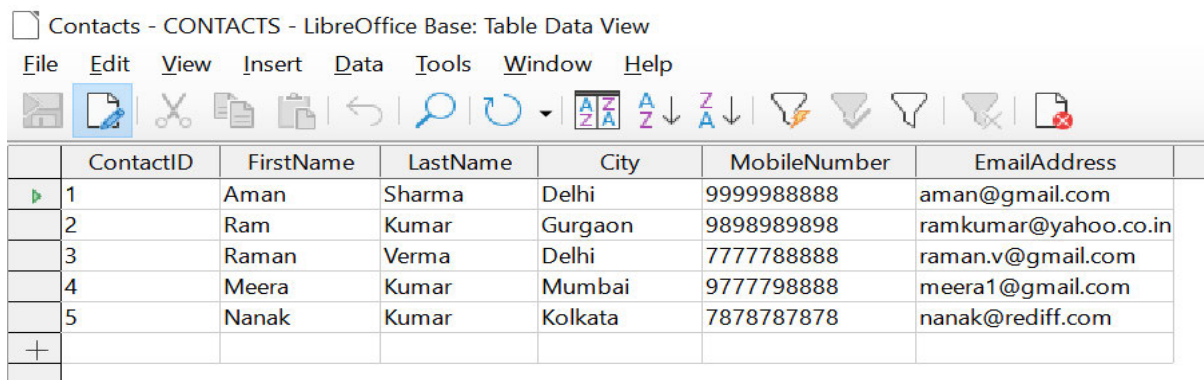 Contacts - CONTACTS - LibreOffice Base: Table Data View
File Edit View Insert Data Tools Window Help
ContactID FirstName LastName City MobileNumber EmailAddress
1 Aman Sharma Delhi 9999988888 aman@gmail.com
2 Ram Kumar Gurgaon 9898989898 ramkumar@yahoo.co.in
3 Raman Verma Delhi 7777788888 raman.v@gmail.com
4 Meera Kumar Mumbai 9777798888 meera1@gmail.com
5 Nanak Kumar Kolkata 7878787878 nanak@rediff.com